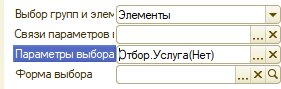 Выбор групп и элем Элементы
Связи параметров в ...
Параметры выбора Отбор.Услуга(Нет) ...
Форма выбора ...